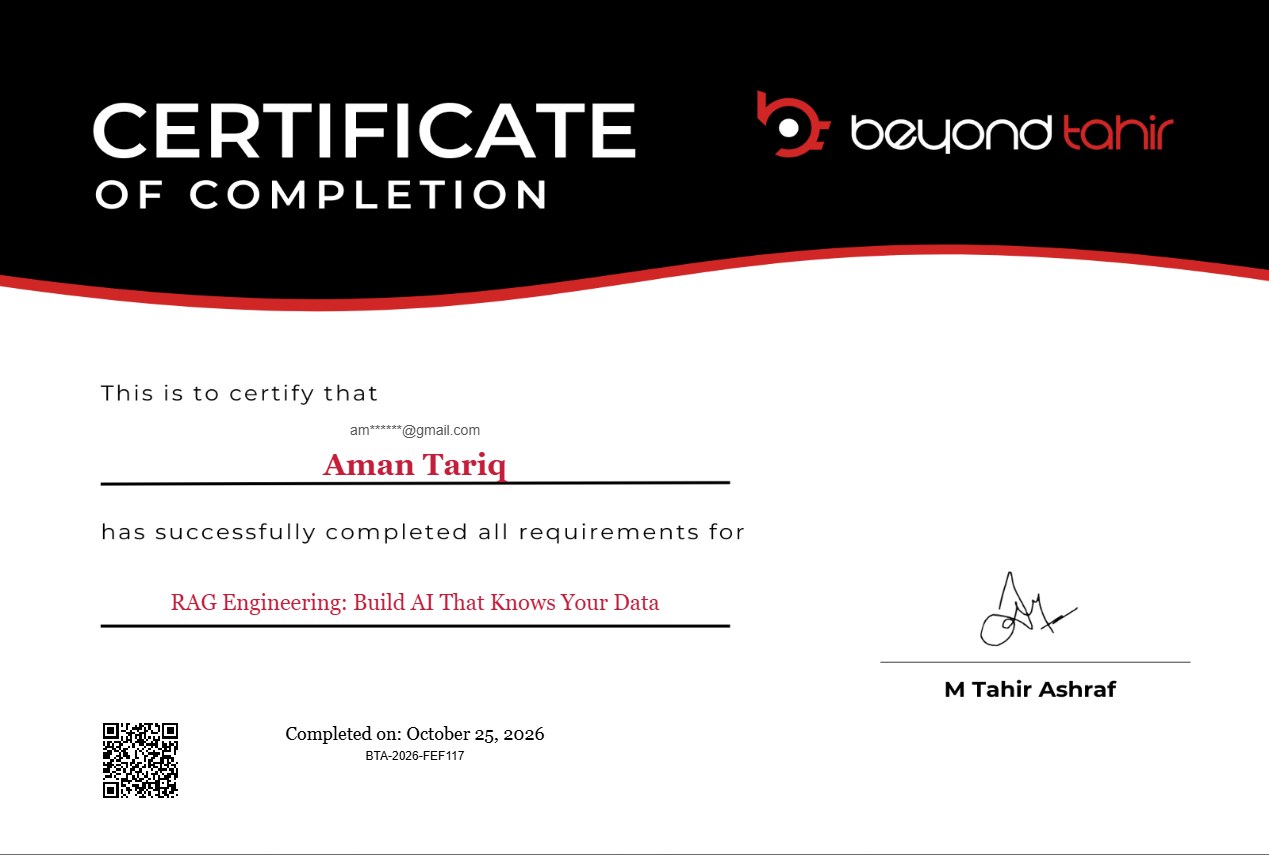 CERTIFICATE
OF COMPLETION
beyond tahir
This is to certify that
am******@gmail.com
Aman Tariq
has successfully completed all requirements for
RAG Engineering: Build AI That Knows Your Data
M Tahir Ashraf
Completed on: October 25, 2026
BTA-2026-FEF117